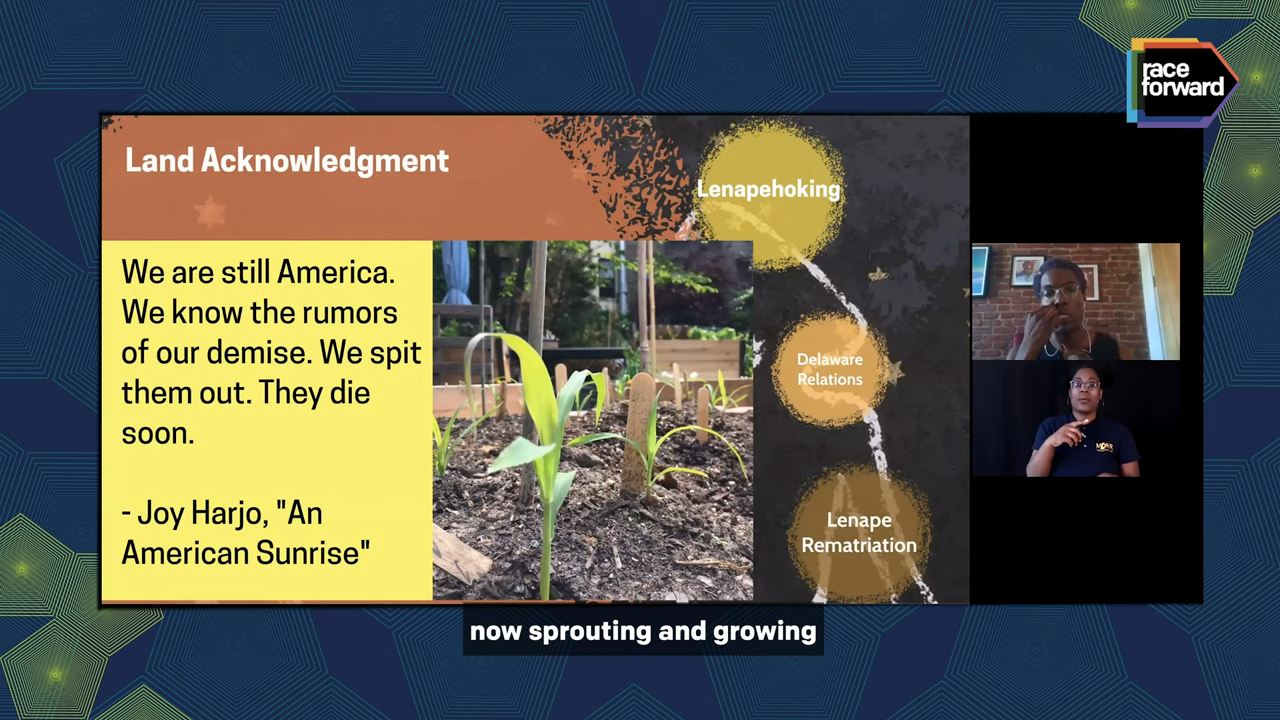 race
forward
Land Acknowledgment
Lenapehoking
We are still America.
We know the rumors
of our demise. We spit
them out. They die
soon.
- Joy Harjo, "An
American Sunrise"
Delaware
Relations
Lenape
Rematriation
now sprouting and growing